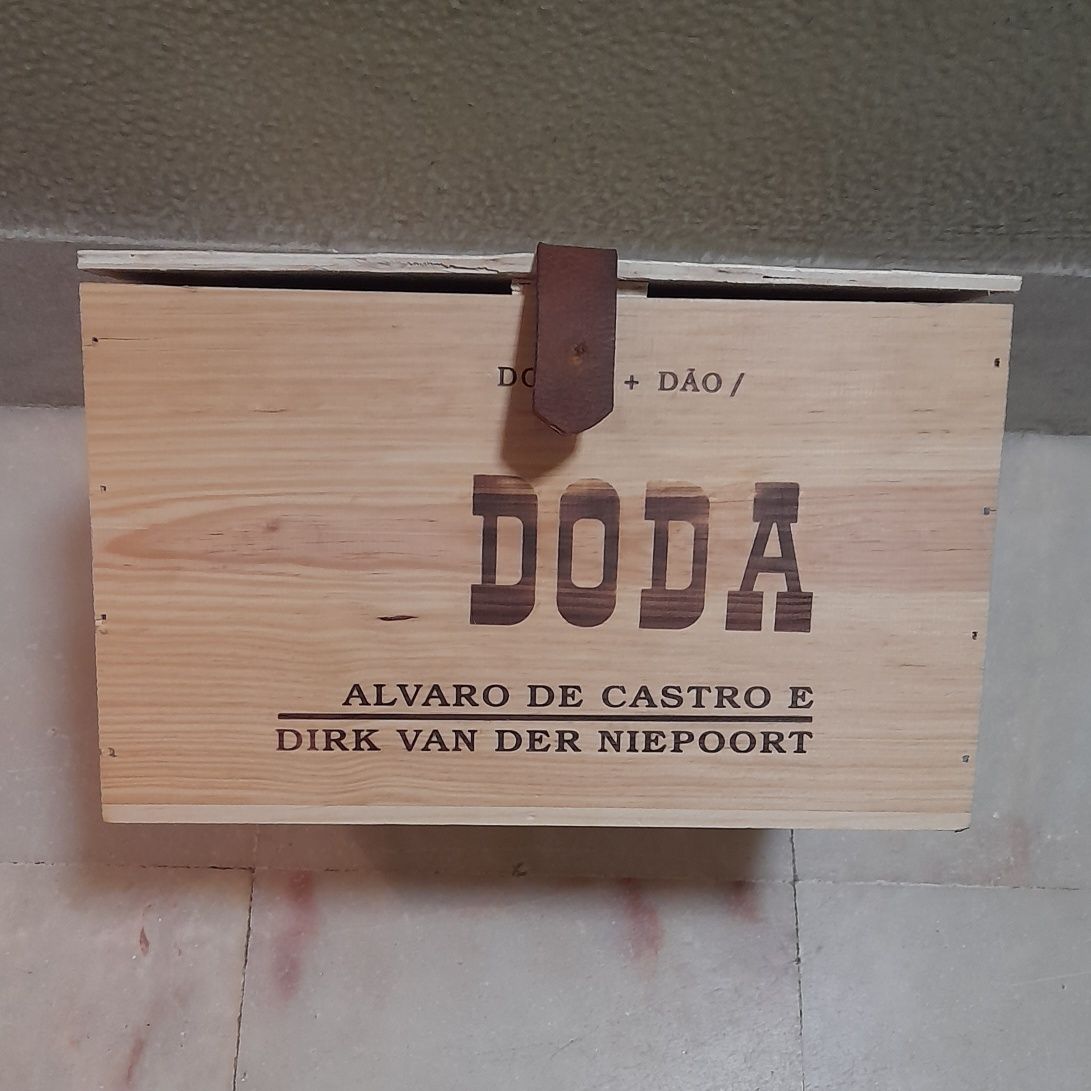 + DÃO /
DODA
ALVARO DE CASTRO E
DIRK VAN DER NIEPOORT